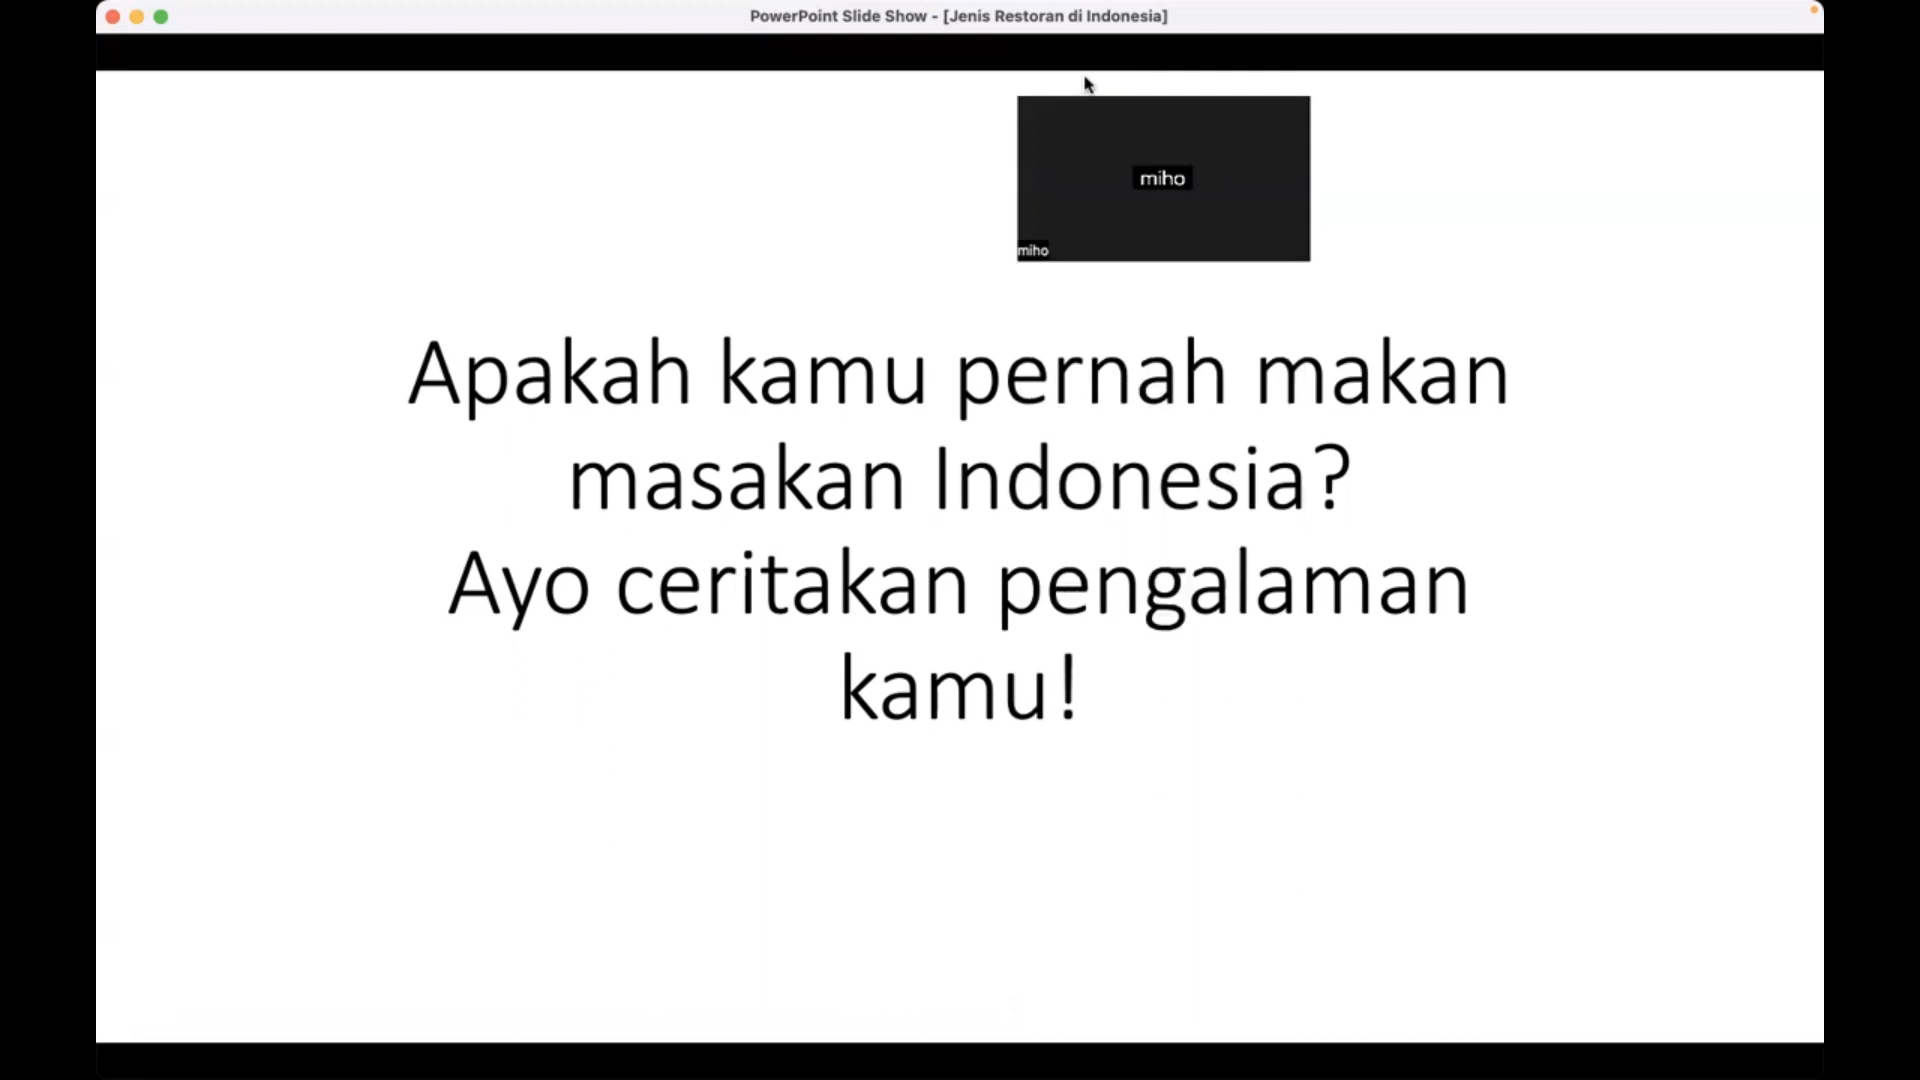 PowerPoint Slide Show - [Jenis Restoran di Indonesia]
miho
miho
Apakah kamu pernah makan
masakan Indonesia?
Ayo ceritakan pengalaman
kamu!